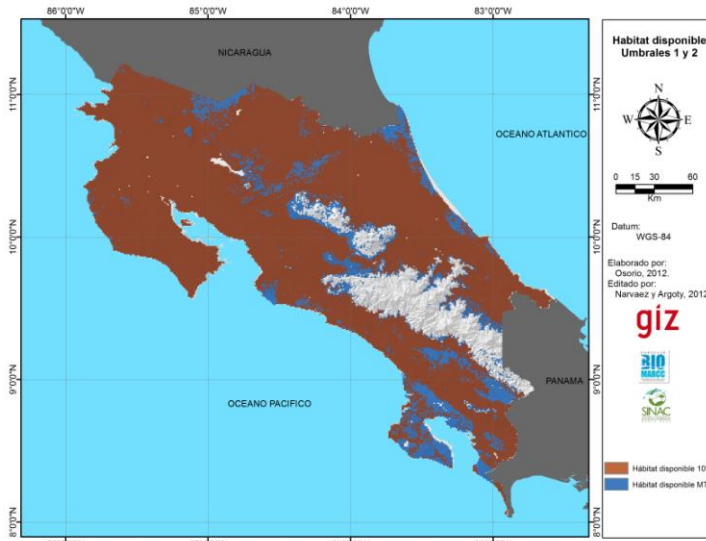 86°0'0"W
85°0'0"W
84°0'0"W
83°0'0"W
NICARAGUA
OCEANO ATLANTICO
OCEANO PACIFICO
PANAMA
11°0'0"N
10°0'0"N
9°0'0"N
8°0'0"N
11°0'0"N
10°0'0"N
9°0'0"N
8°0'0"N
Habitat disponible
Umbrales 1 y 2
N
W E
S
0 15 30 60
Km
Datum:
WGS-84
Elaborado por:
Osorio, 2012.
Editado por:
Narvaez y Argoty, 2012
giz
BIO
MARCC
SINAC
Hábitat disponible 10
Hábitat disponible MT